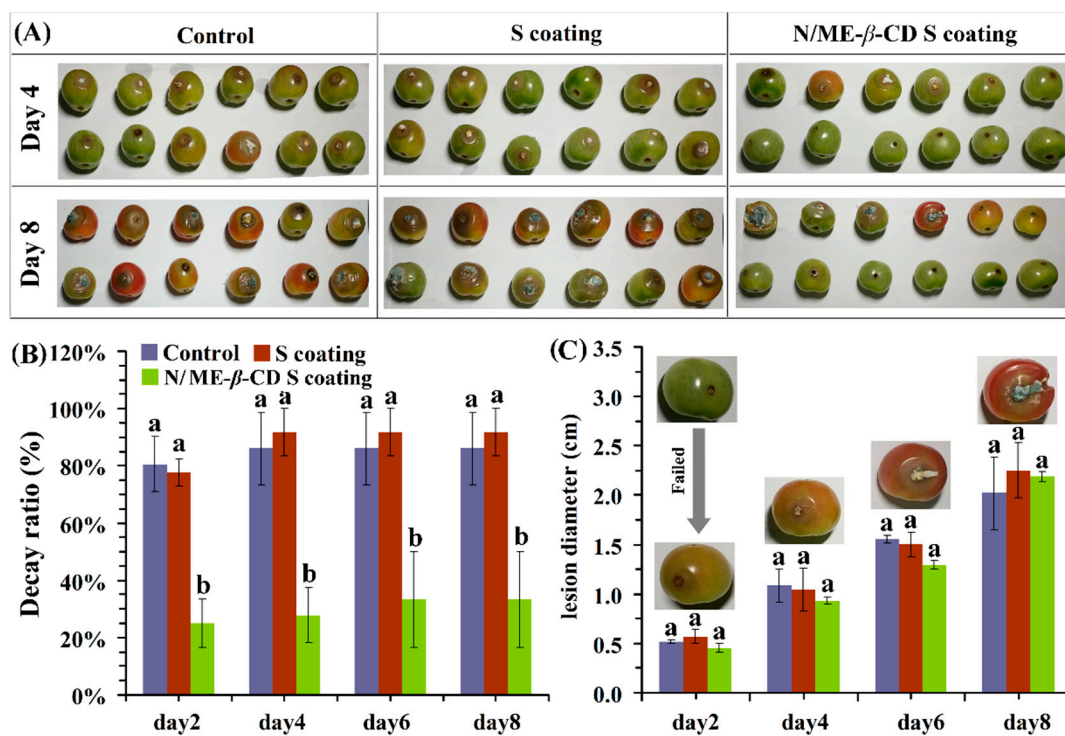 (A)
Control
S coating
N/ME-β-CD S coating
Day 4
Day 8
(B)
120%
100%
80%
60%
40%
20%
0%
Decay ratio (%)
Control
S coating
N/ME-β-CD S coating
a
a
b
a
a
b
a
a
b
a
a
b
day2
day4
day6
day8
(C)
3.5
3.0
2.5
2.0
1.5
1.0
0.5
0.0
lesion diameter (cm)
Failed
a
a
a
a
a
a
a
a
a
a
a
a
day2
day4
day6
day8